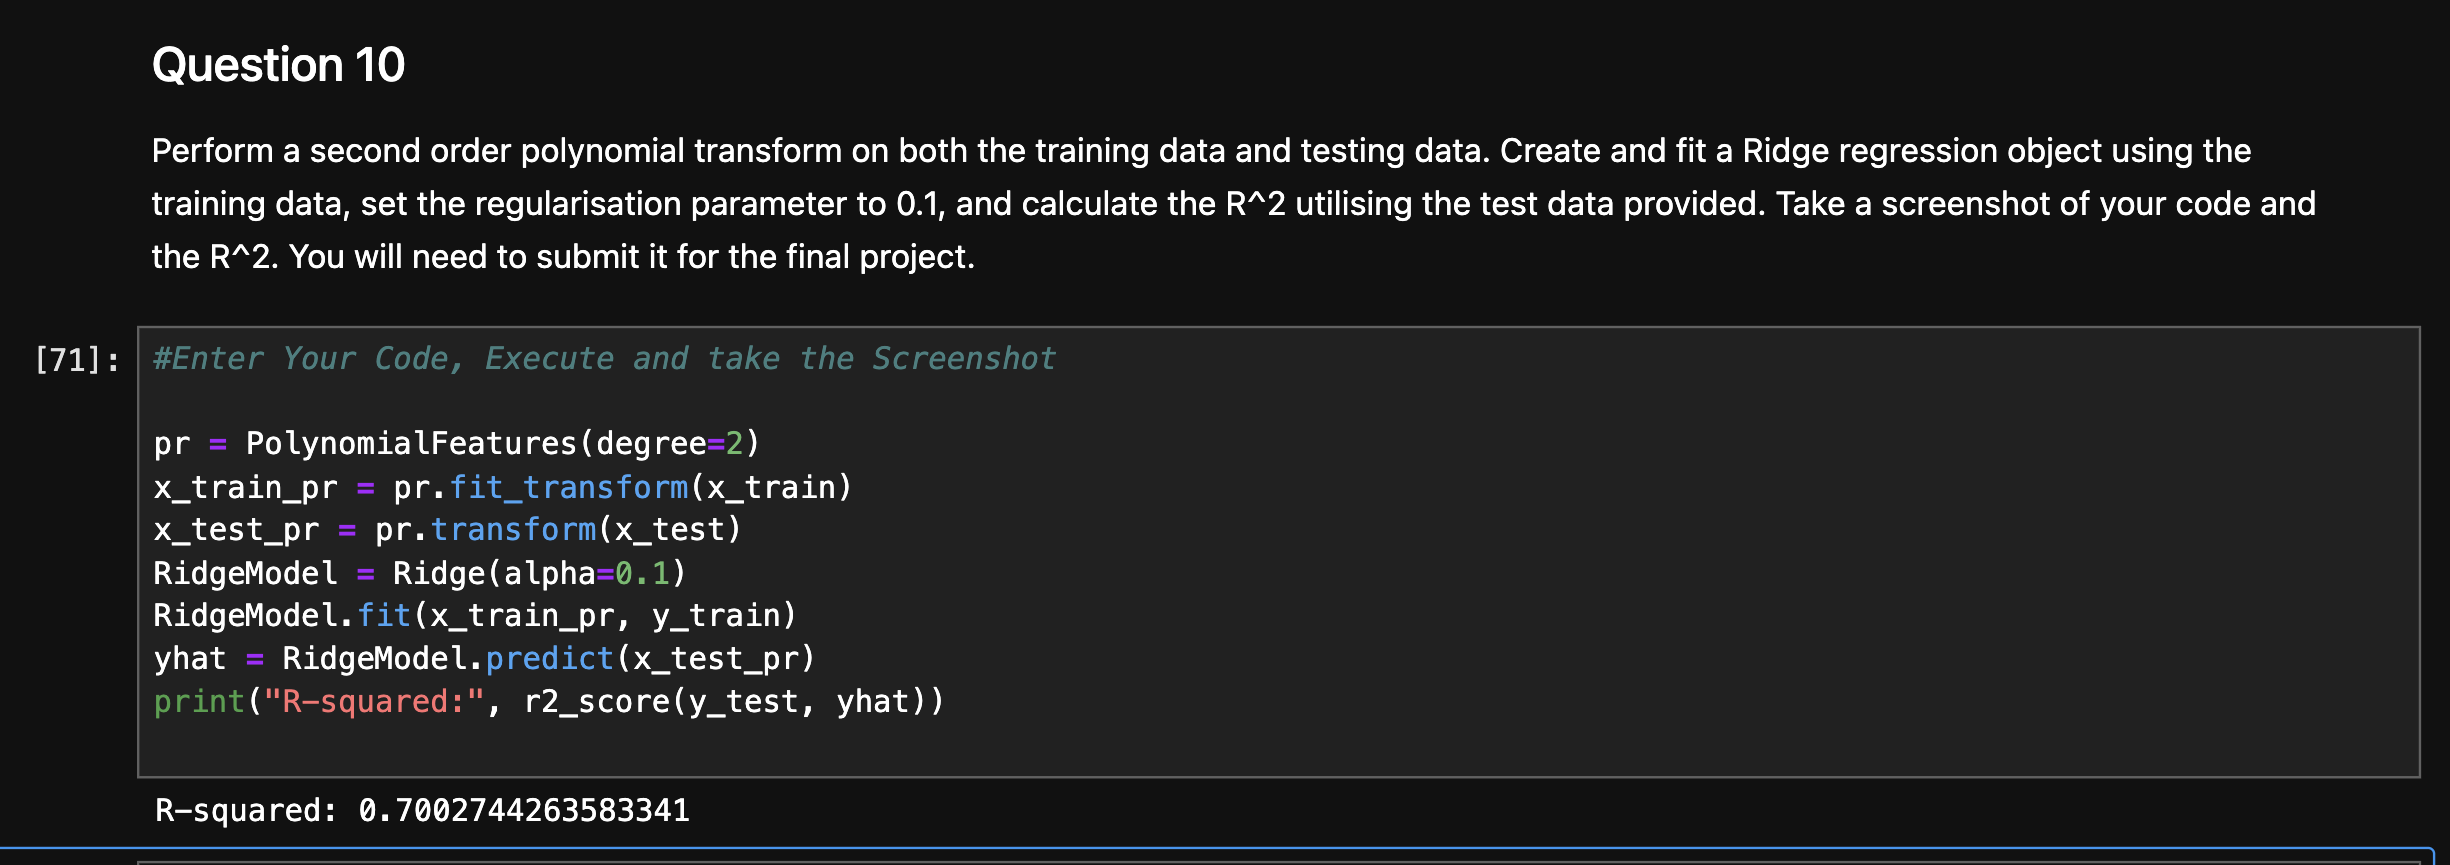 Question 10
Perform a second order polynomial transform on both the training data and testing data. Create and fit a Ridge regression object using the
training data, set the regularisation parameter to 0.1, and calculate the R^2 utilising the test data provided. Take a screenshot of your code and
the R^2. You will need to submit it for the final project.
[71]:
#Enter Your Code, Execute and take the Screenshot
pr = PolynomialFeatures(degree=2)
x_train_pr = pr.fit_transform(x_train)
x_test_pr = pr.transform(x_test)
RidgeModel = Ridge(alpha=0.1)
RidgeModel.fit(x_train_pr, y_train)
yhat = RidgeModel.predict(x_test_pr)
print("R-squared:", r2_score(y_test, yhat))
R-squared: 0.7002744263583341